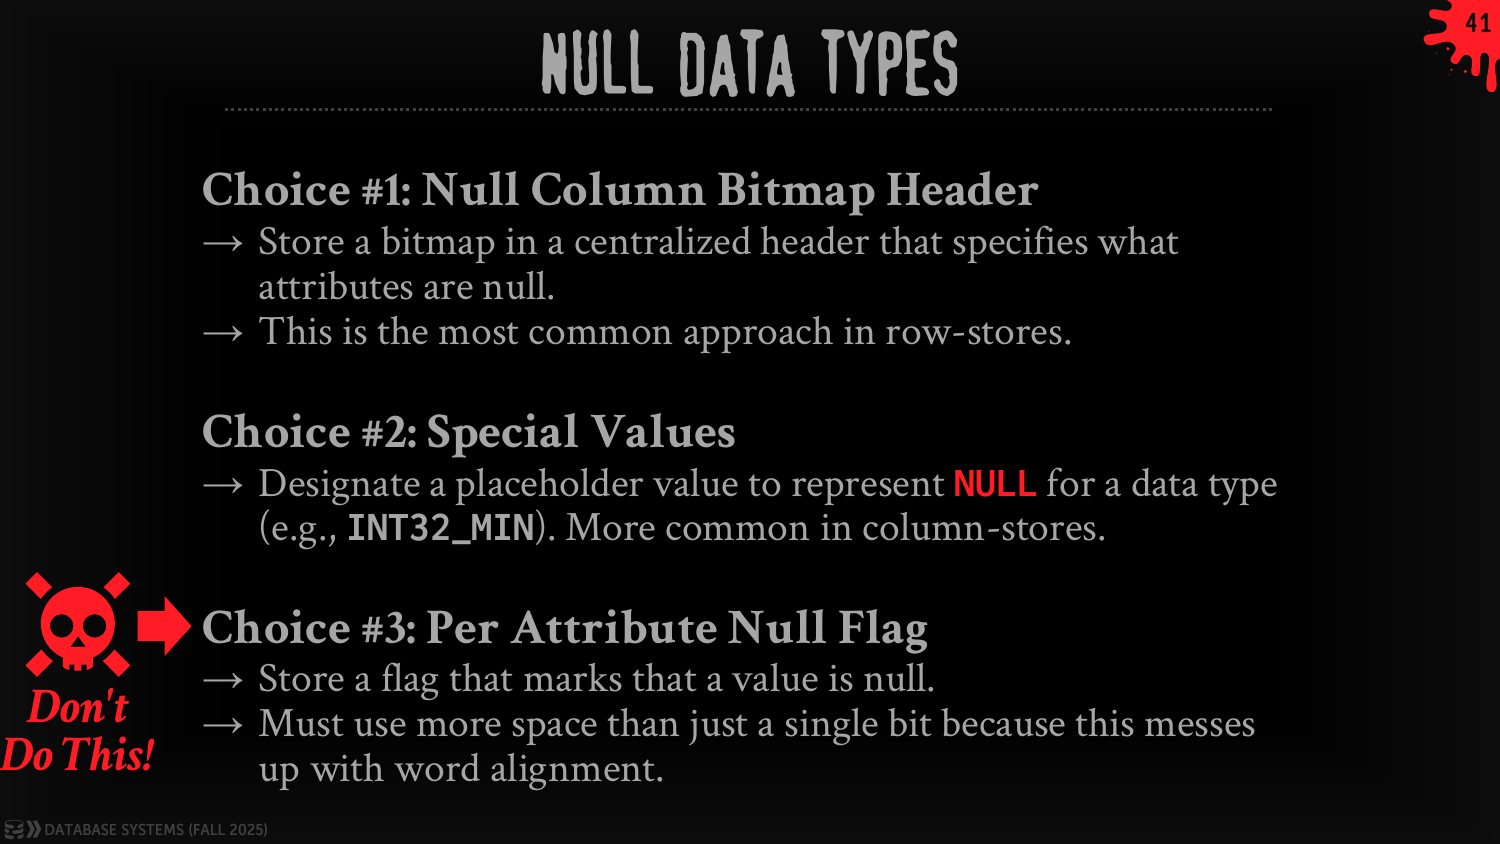 41
NULL DATA TYPES
Choice #1: Null Column Bitmap Header
→ Store a bitmap in a centralized header that specifies what
attributes are null.
→ This is the most common approach in row-stores.
Choice #2: Special Values
→ Designate a placeholder value to represent NULL for a data type
(e.g., INT32_MIN). More common in column-stores.
Choice #3: Per Attribute Null Flag
→ Store a flag that marks that a value is null.
→ Must use more space than just a single bit because this messes
up with word alignment.
Don't
Do This!
DATABASE SYSTEMS (FALL 2025)